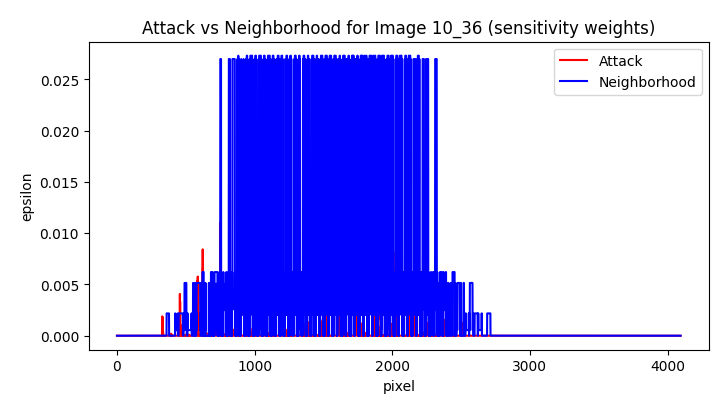 Attack vs Neighborhood for Image 10_36 (sensitivity weights)
Attack
Neighborhood
epsilon
0.025
0.020
0.015
0.010
0.005
0.000
0 1000 2000 3000 4000
pixel